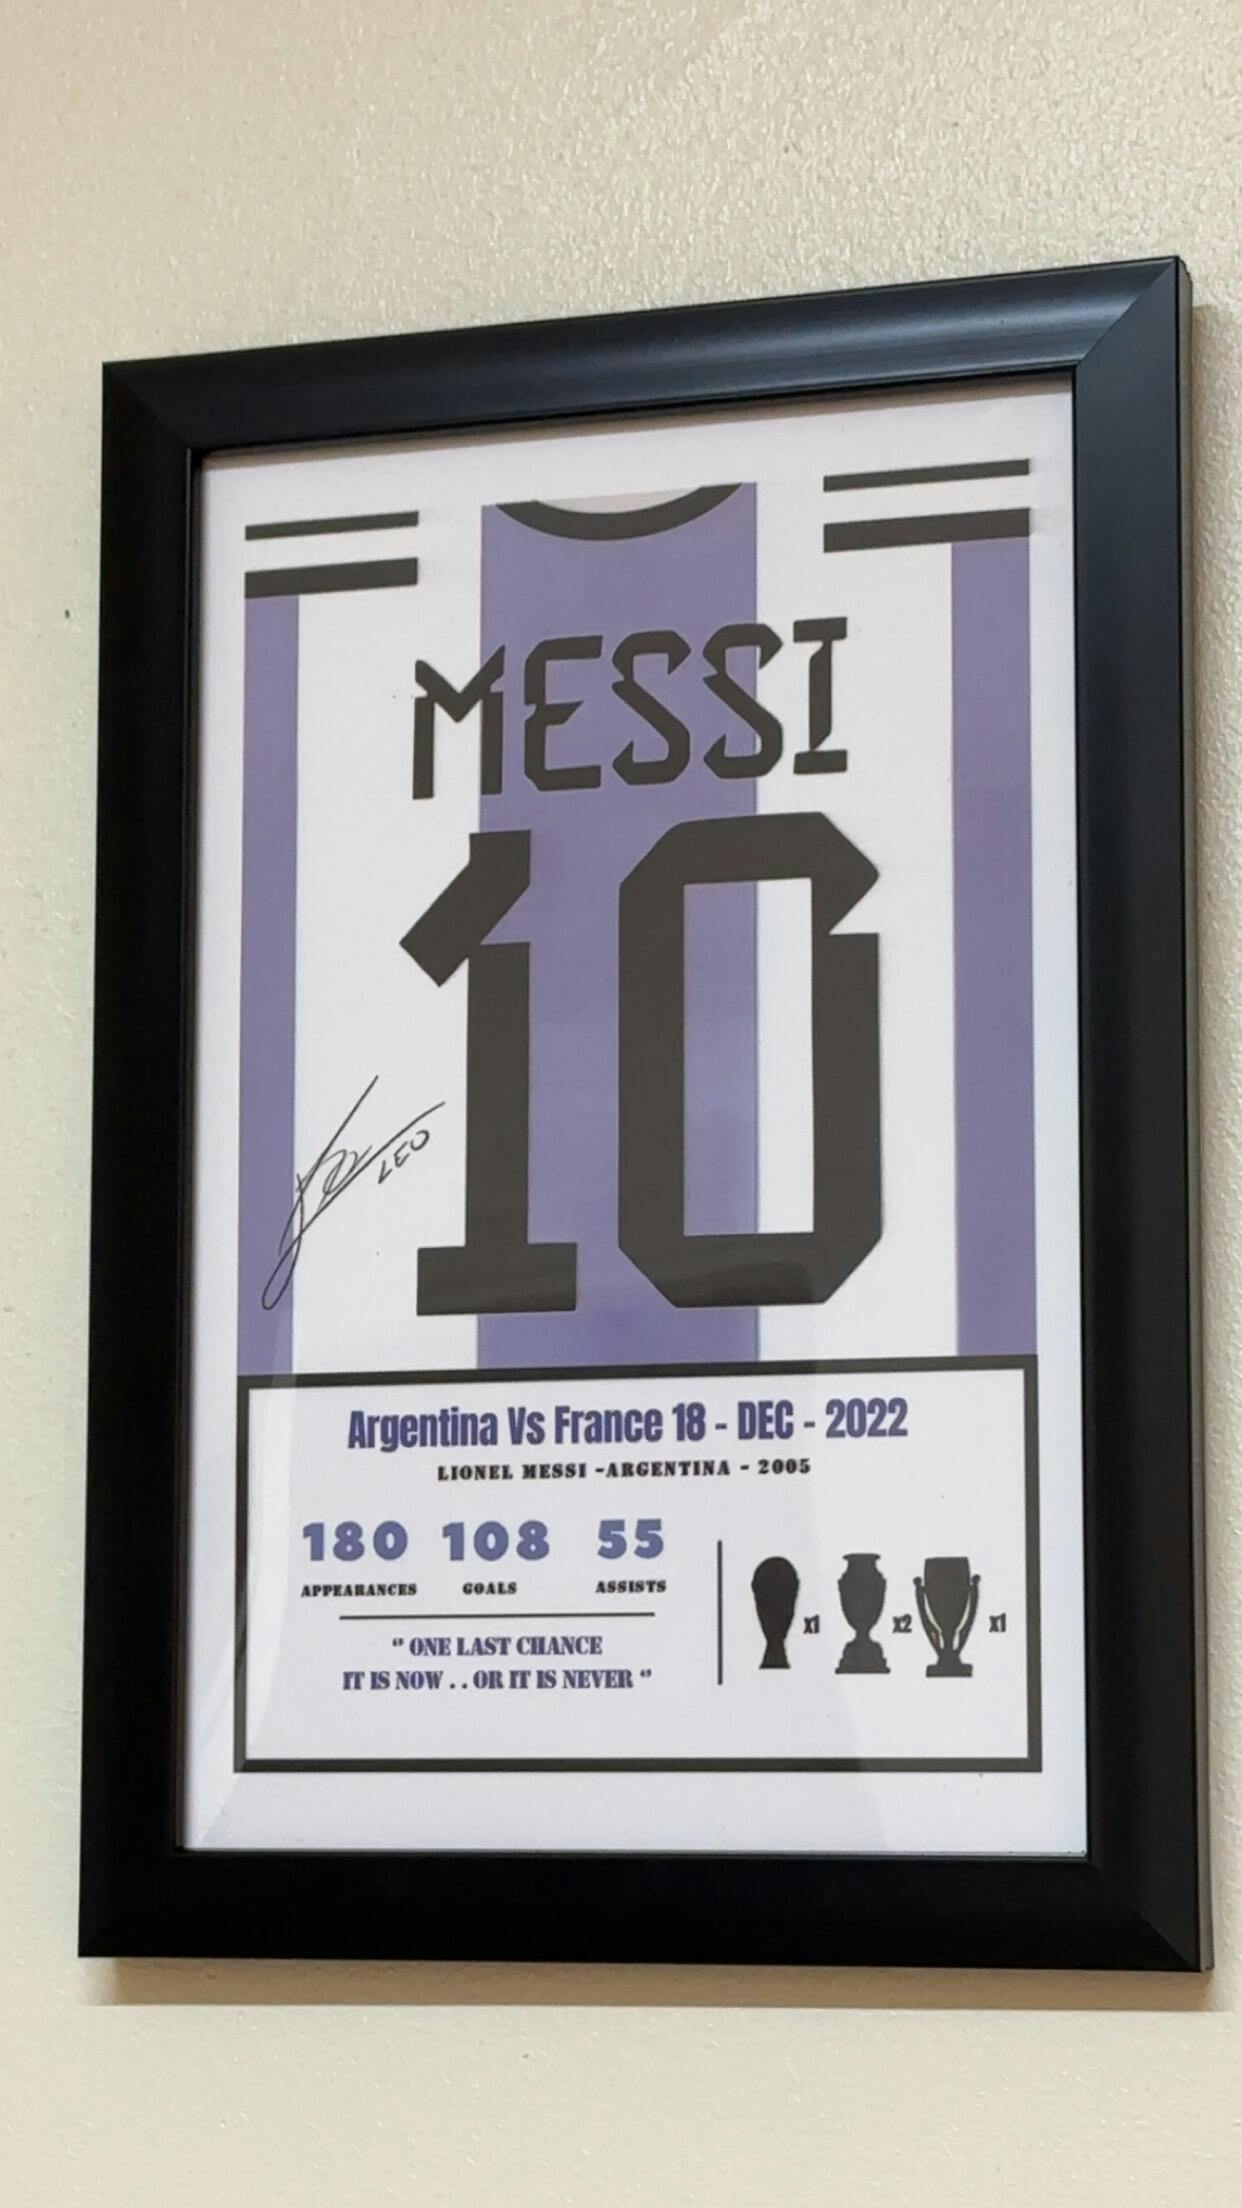 MESSI
10
LEO
Argentina Vs France 18 - DEC - 2022
LIONEL MESSI -ARGENTINA - 2005
180 108 55
APPEARANCES GOALS ASSISTS
" ONE LAST CHANCE
IT IS NOW . . OR IT IS NEVER "
x1 x2 x1